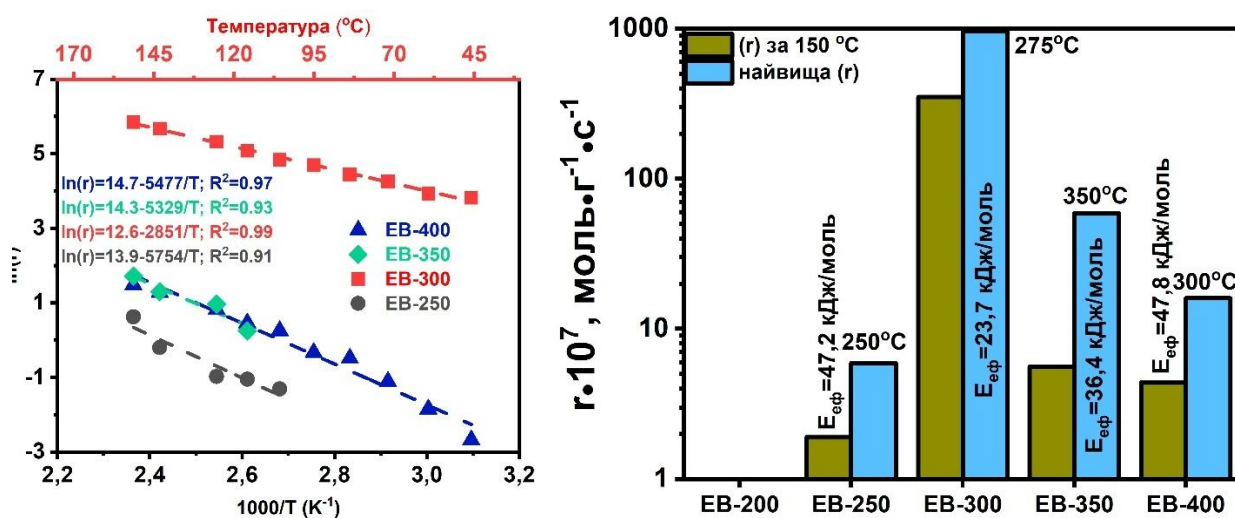 Температура (°C)
170 145 120 95 70 45
7
5
3
1
-1
-3
ln(r)=14.7-5477/T; R²=0.97
ln(r)=14.3-5329/T; R²=0.93
ln(r)=12.6-2851/T; R²=0.99
ln(r)=13.9-5754/T; R²=0.91
EB-400
EB-350
EB-300
EB-250
2,2 2,4 2,6 2,8 3,0 3,2
1000/T (K⁻¹)
r•10⁷, моль•г⁻¹•с⁻¹
1000
100
10
1
(r) за 150 °C
найвища (r)
Eеф=47,2 кДж/моль
250°C
Eеф=23,7 кДж/моль
275°C
Eеф=36,4 кДж/моль
350°C
Eеф=47,8 кДж/моль
300°C
EB-200 EB-250 EB-300 EB-350 EB-400